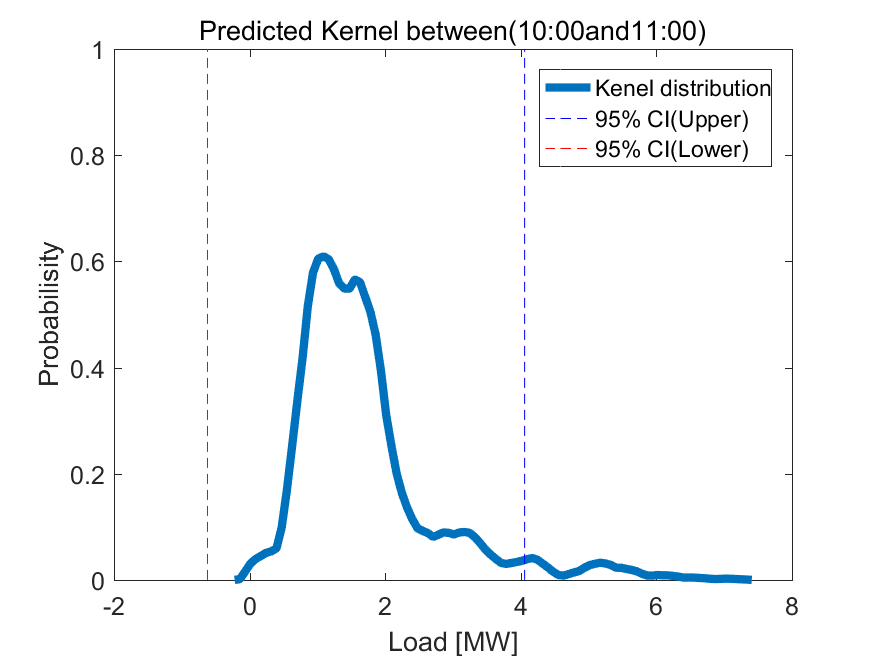 Predicted Kernel between(10:00and11:00)
1
0.8
0.6
0.4
0.2
0
Probabilisity
Kenel distribution
95% CI(Upper)
95% CI(Lower)
-2 0 2 4 6 8
Load [MW]